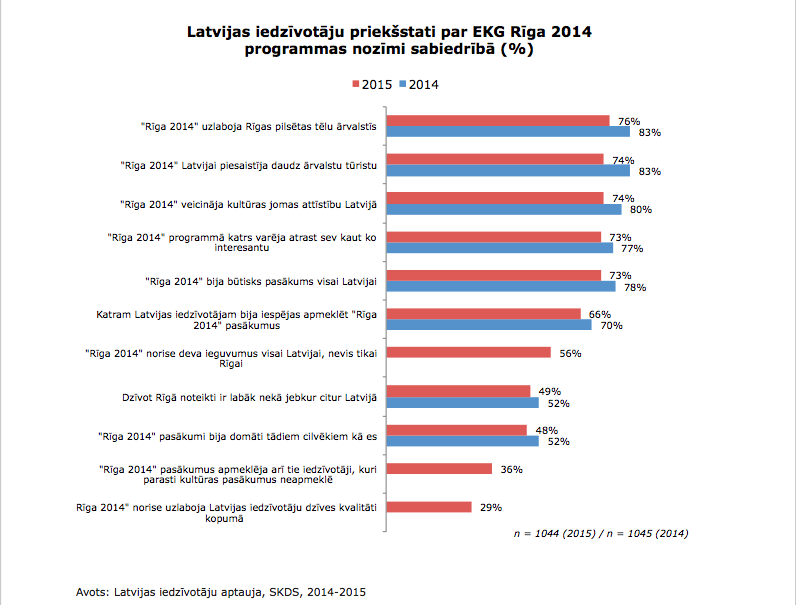 Latvijas iedzīvotāju priekšstati par EKG Rīga 2014
programmas nozīmi sabiedrībā (%)
2015 2014
"Rīga 2014" uzlaboja Rīgas pilsētas tēlu ārvalstīs
76%
83%
"Rīga 2014" Latvijai piesaistīja daudz ārvalstu tūristu
74%
83%
"Rīga 2014" veicināja kultūras jomas attīstību Latvijā
74%
80%
"Rīga 2014" programmā katrs varēja atrast sev kaut ko
interesantu
73%
77%
"Rīga 2014" bija būtisks pasākums visai Latvijai
73%
78%
Katram Latvijas iedzīvotājam bija iespējas apmeklēt "Rīga
2014" pasākumus
66%
70%
"Rīga 2014" norise deva ieguvumus visai Latvijai, nevis tikai
Rīgai
56%
Dzīvot Rīgā noteikti ir labāk nekā jebkur citur Latvijā
49%
52%
"Rīga 2014" pasākumi bija domāti tādiem cilvēkiem kā es
48%
52%
"Rīga 2014" pasākumus apmeklēja arī tie iedzīvotāji, kuri
parasti kultūras pasākumus neapmeklē
36%
Rīga 2014" norise uzlaboja Latvijas iedzīvotāju dzīves kvalitāti
kopumā
29%
n = 1044 (2015) / n = 1045 (2014)
Avots: Latvijas iedzīvotāju aptauja, SKDS, 2014-2015